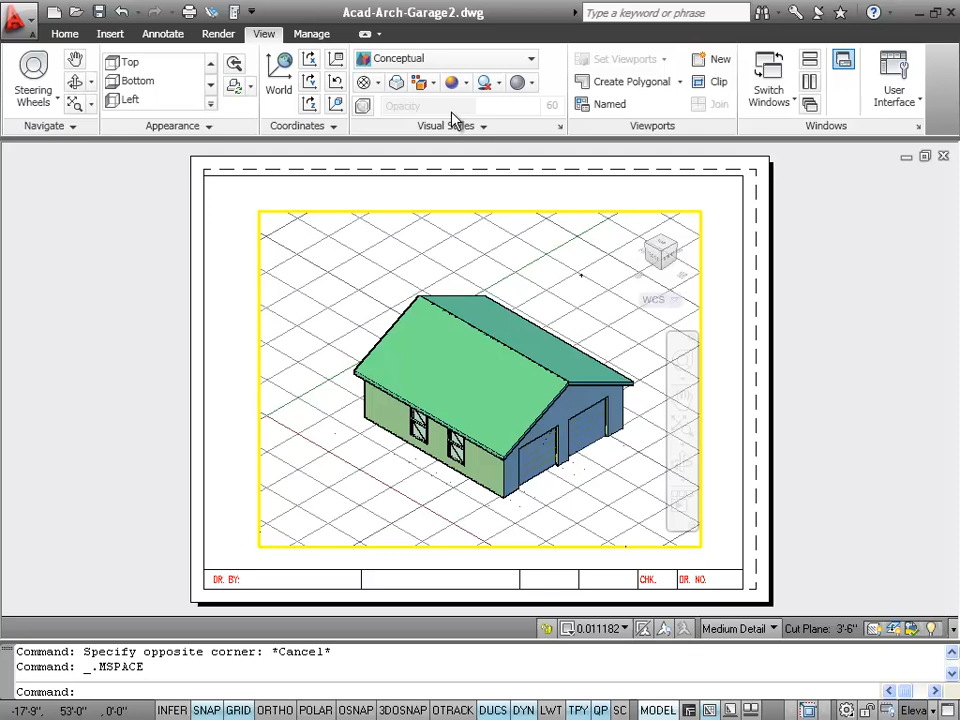 Acad-Arch-Garage2.dwg
Type a keyword or phrase
Home Insert Annotate Render View Manage
Steering
Wheels
Top
Bottom
Left
World
Conceptual
Opacity 60
Set Viewports
Create Polygonal
Named
New
Clip
Join
Switch
Windows
User
Interface
Navigate Appearance Coordinates Visual Styles Viewports Windows
WCS
DR. BY: CHK. DR. NO.
0.011182 Medium Detail Cut Plane: 3'-6"
Command: Specify opposite corner: *Cancel*
Command: _.MSPACE
Command:
-17'-9", 53'-0" , 0'-0" INFER SNAP GRID ORTHO POLAR OSNAP 3DOSNAP OTRACK DUCS DYN LWT TPY QP SC MODEL Eleva